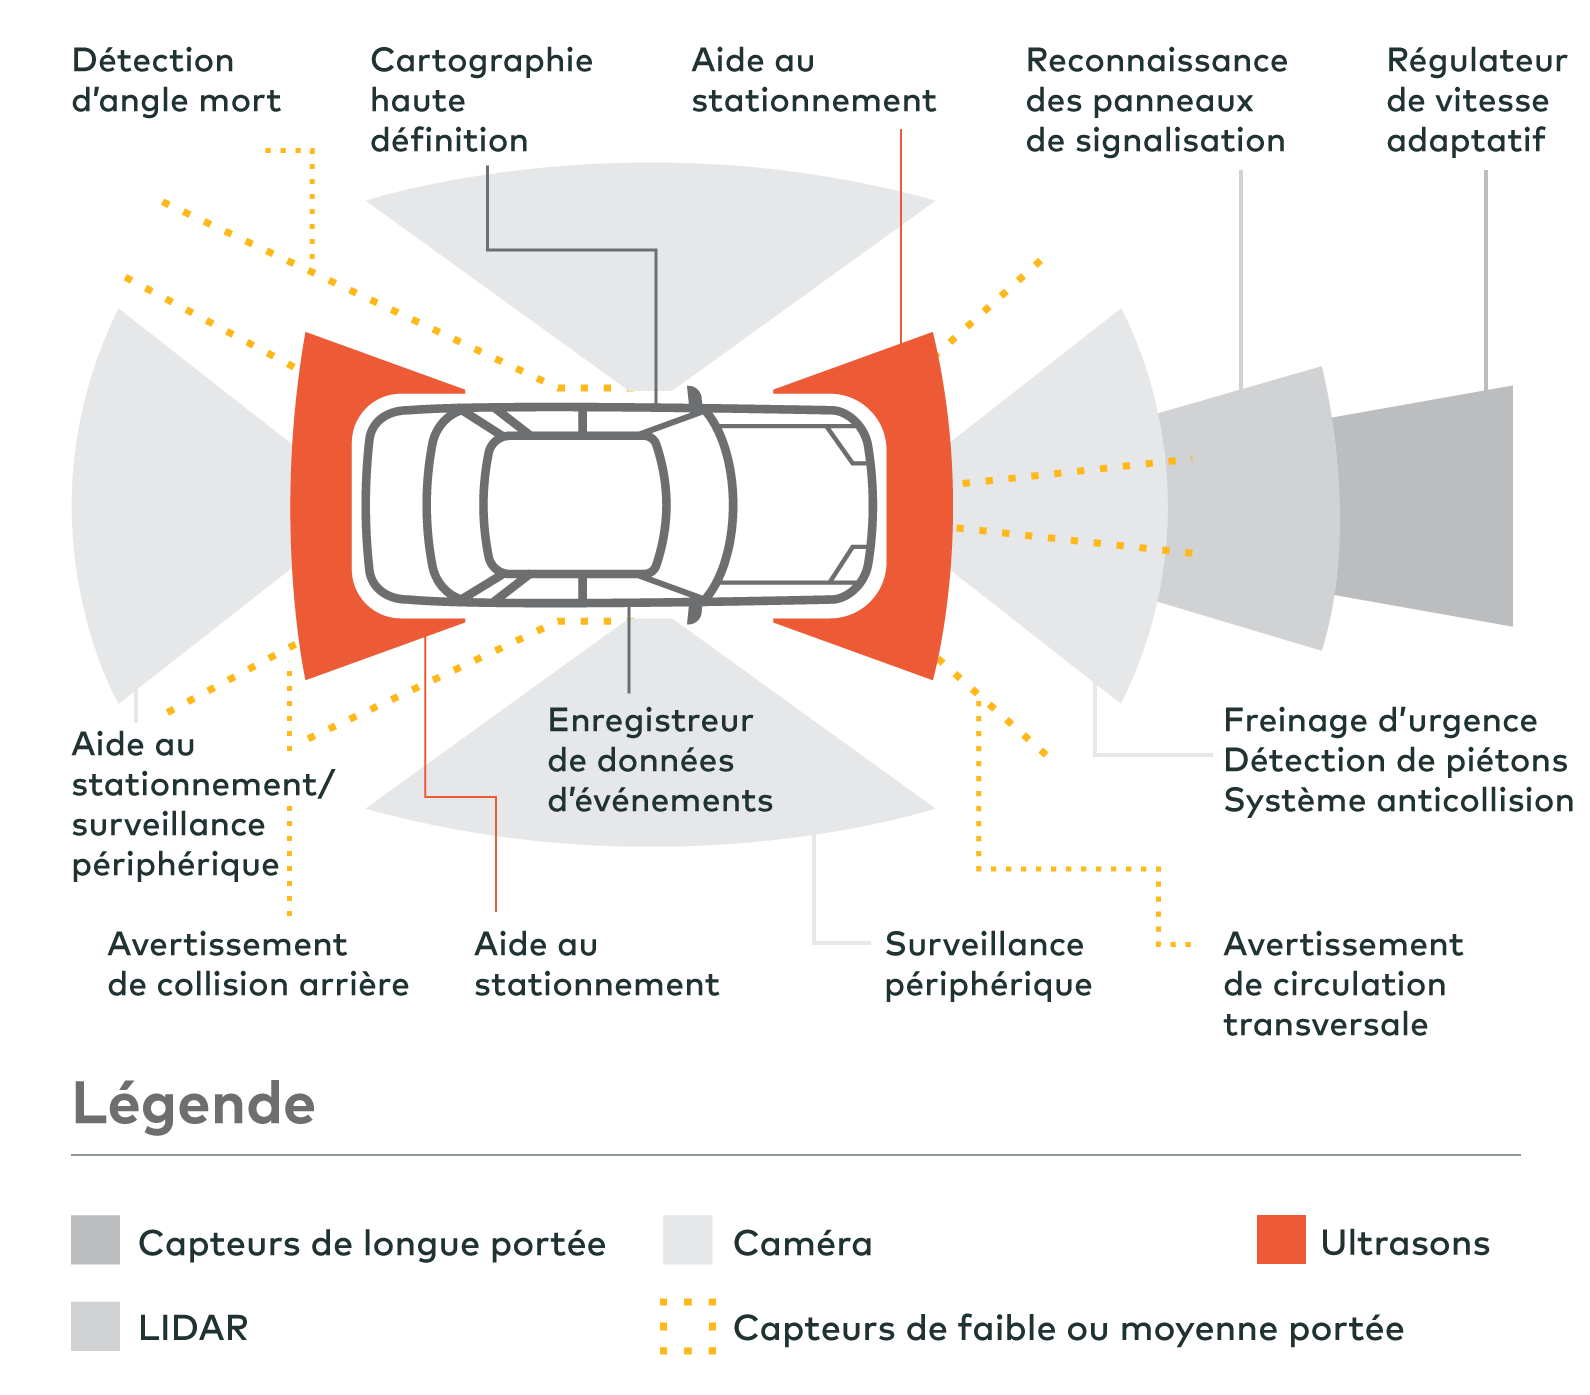 Détection
d’angle mort
Cartographie
haute
définition
Aide au
stationnement
Reconnaissance
des panneaux
de signalisation
Régulateur
de vitesse
adaptatif
Aide au
stationnement/
surveillance
périphérique
Enregistreur
de données
d’événements
Freinage d’urgence
Détection de piétons
Système anticollision
Avertissement
de collision arrière
Aide au
stationnement
Surveillance
périphérique
Avertissement
de circulation
transversale
Légende
Capteurs de longue portée
Caméra
Ultrasons
LIDAR
Capteurs de faible ou moyenne portée